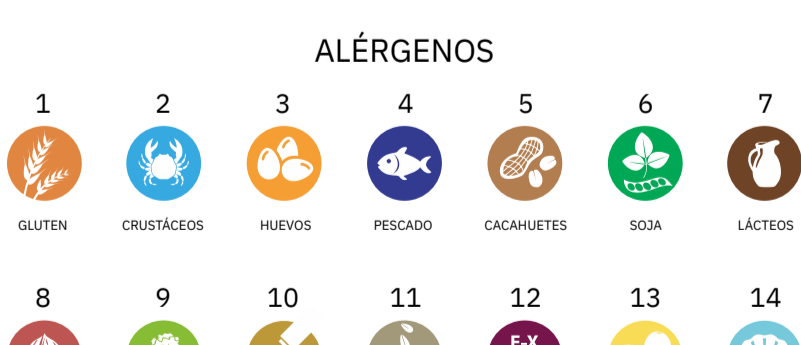 ALÉRGENOS
1 2 3 4 5 6 7
GLUTEN CRUSTÁCEOS HUEVOS PESCADO CACAHUETES SOJA LÁCTEOS
8 9 10 11 12 13 14
E-X